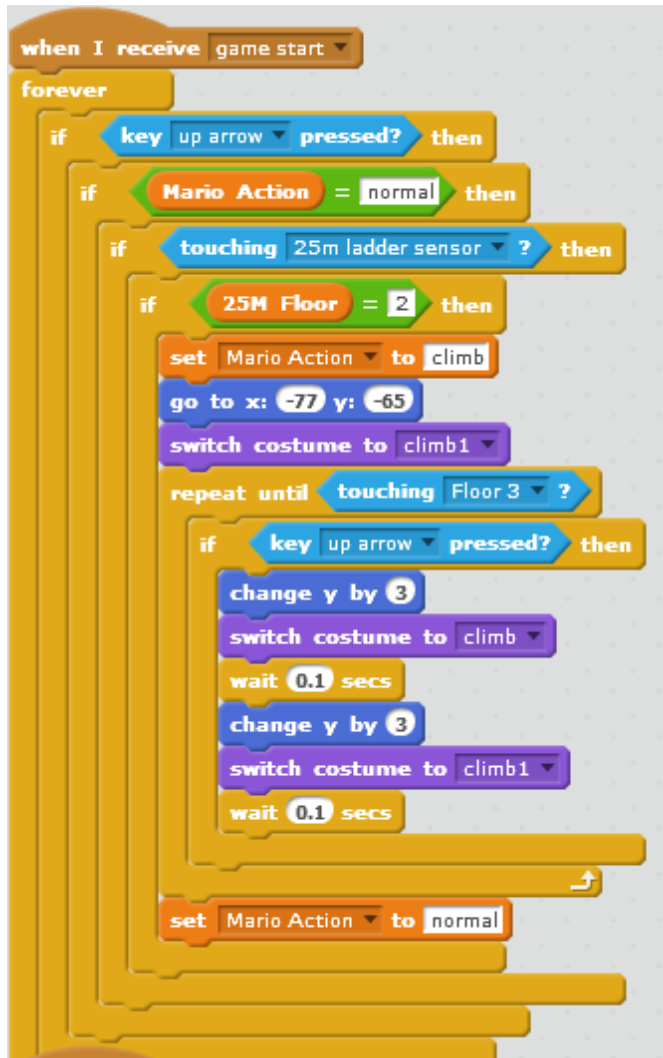 when I receive game start
forever
if key up arrow pressed? then
if Mario Action = normal then
if touching 25m ladder sensor ? then
if 25M Floor = 2 then
set Mario Action to climb
go to x: -77 y: -65
switch costume to climb1
repeat until touching Floor 3 ?
if key up arrow pressed? then
change y by 3
switch costume to climb
wait 0.1 secs
change y by 3
switch costume to climb1
wait 0.1 secs
set Mario Action to normal